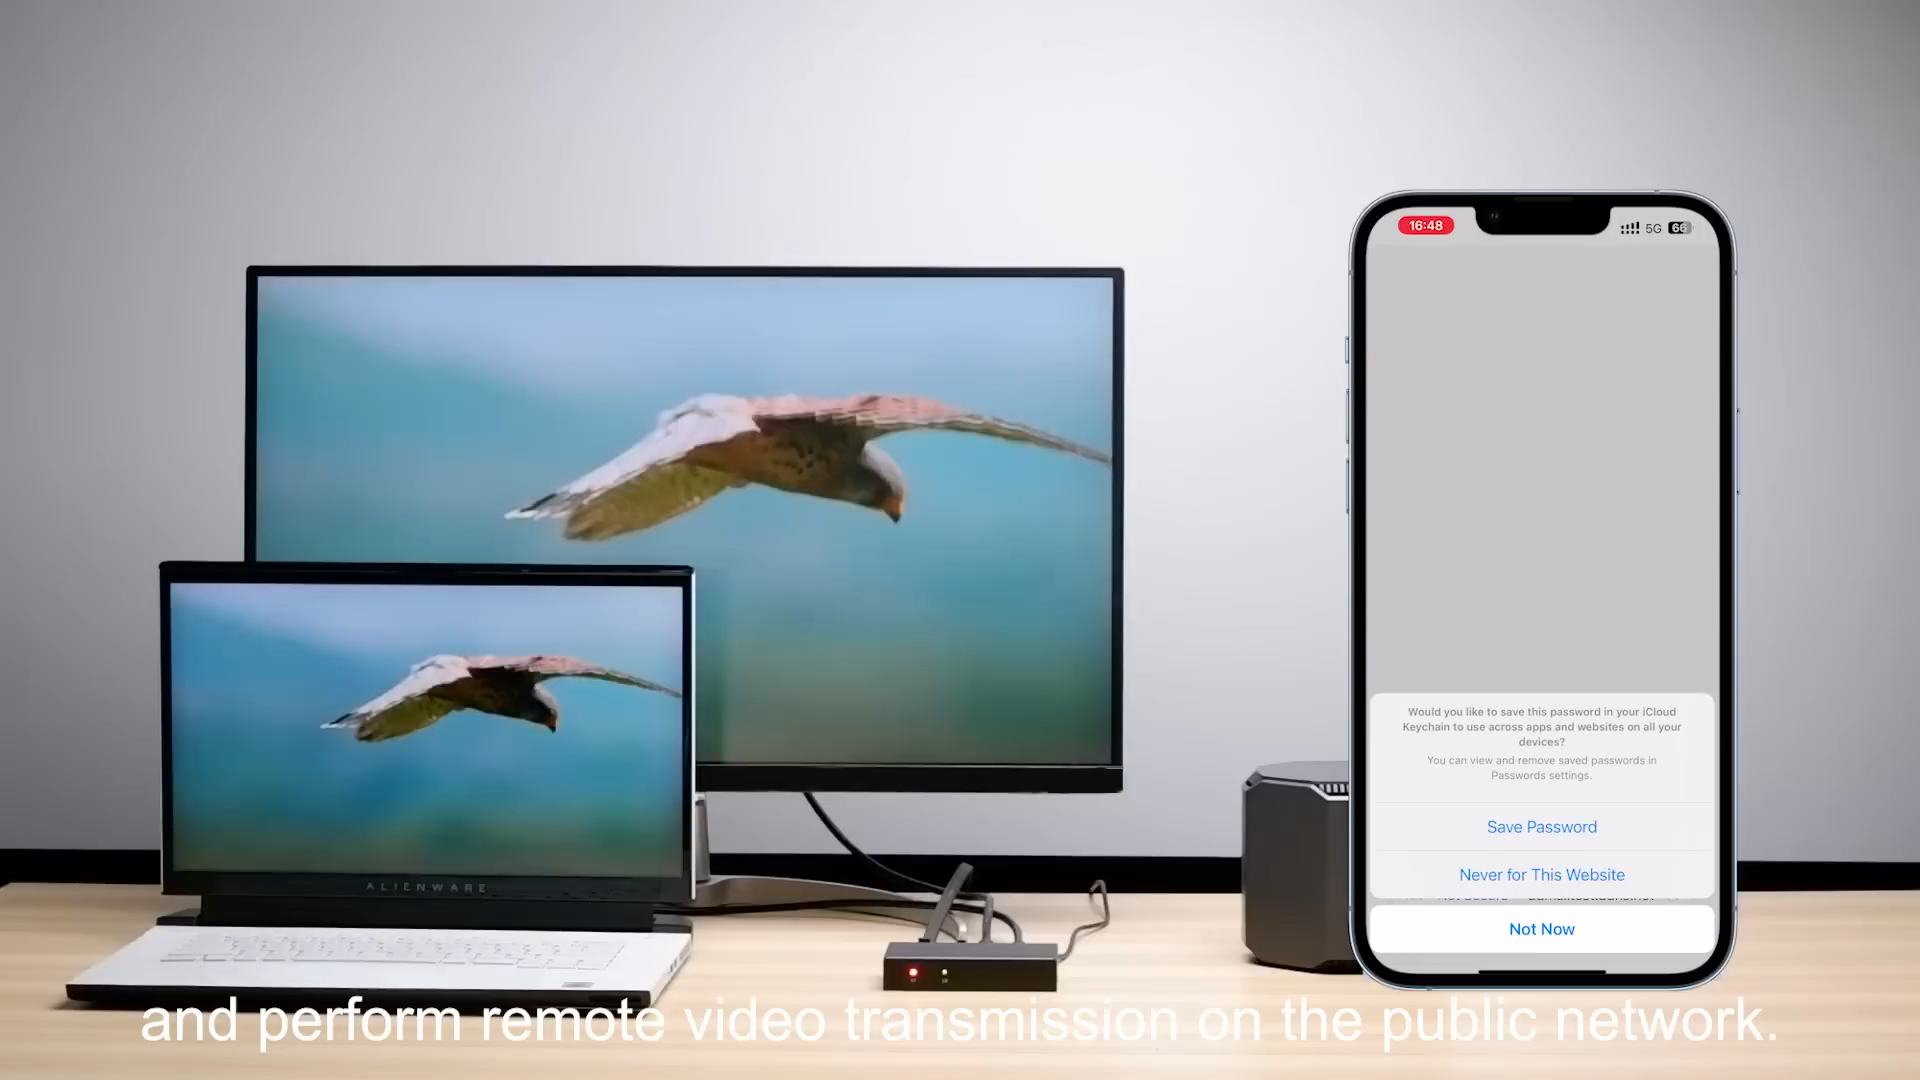 16:48
5G 66
Would you like to save this password in your iCloud
Keychain to use across apps and websites on all your
devices?
You can view and remove saved passwords in
Passwords settings.
Save Password
Never for This Website
Not Now
ALIENWARE
and perform remote video transmission on the public network.